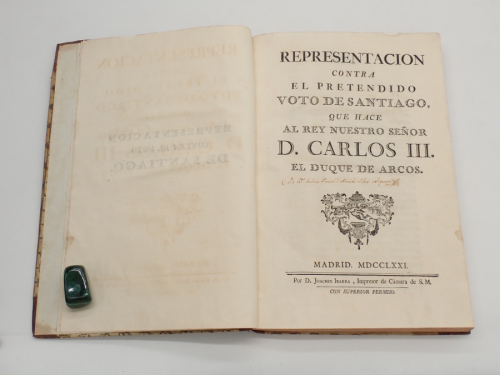 REPRESENTACION
CONTRA
EL PRETENDIDO
VOTO DE SANTIAGO,
QUE HACE
AL REY NUESTRO SEÑOR
D. CARLOS III.
EL DUQUE DE ARCOS.
MADRID. MDCCLXXI.
Por D. Joachin Ibarra, Impresor de Cámara de S. M.
CON SUPERIOR PERMISO.